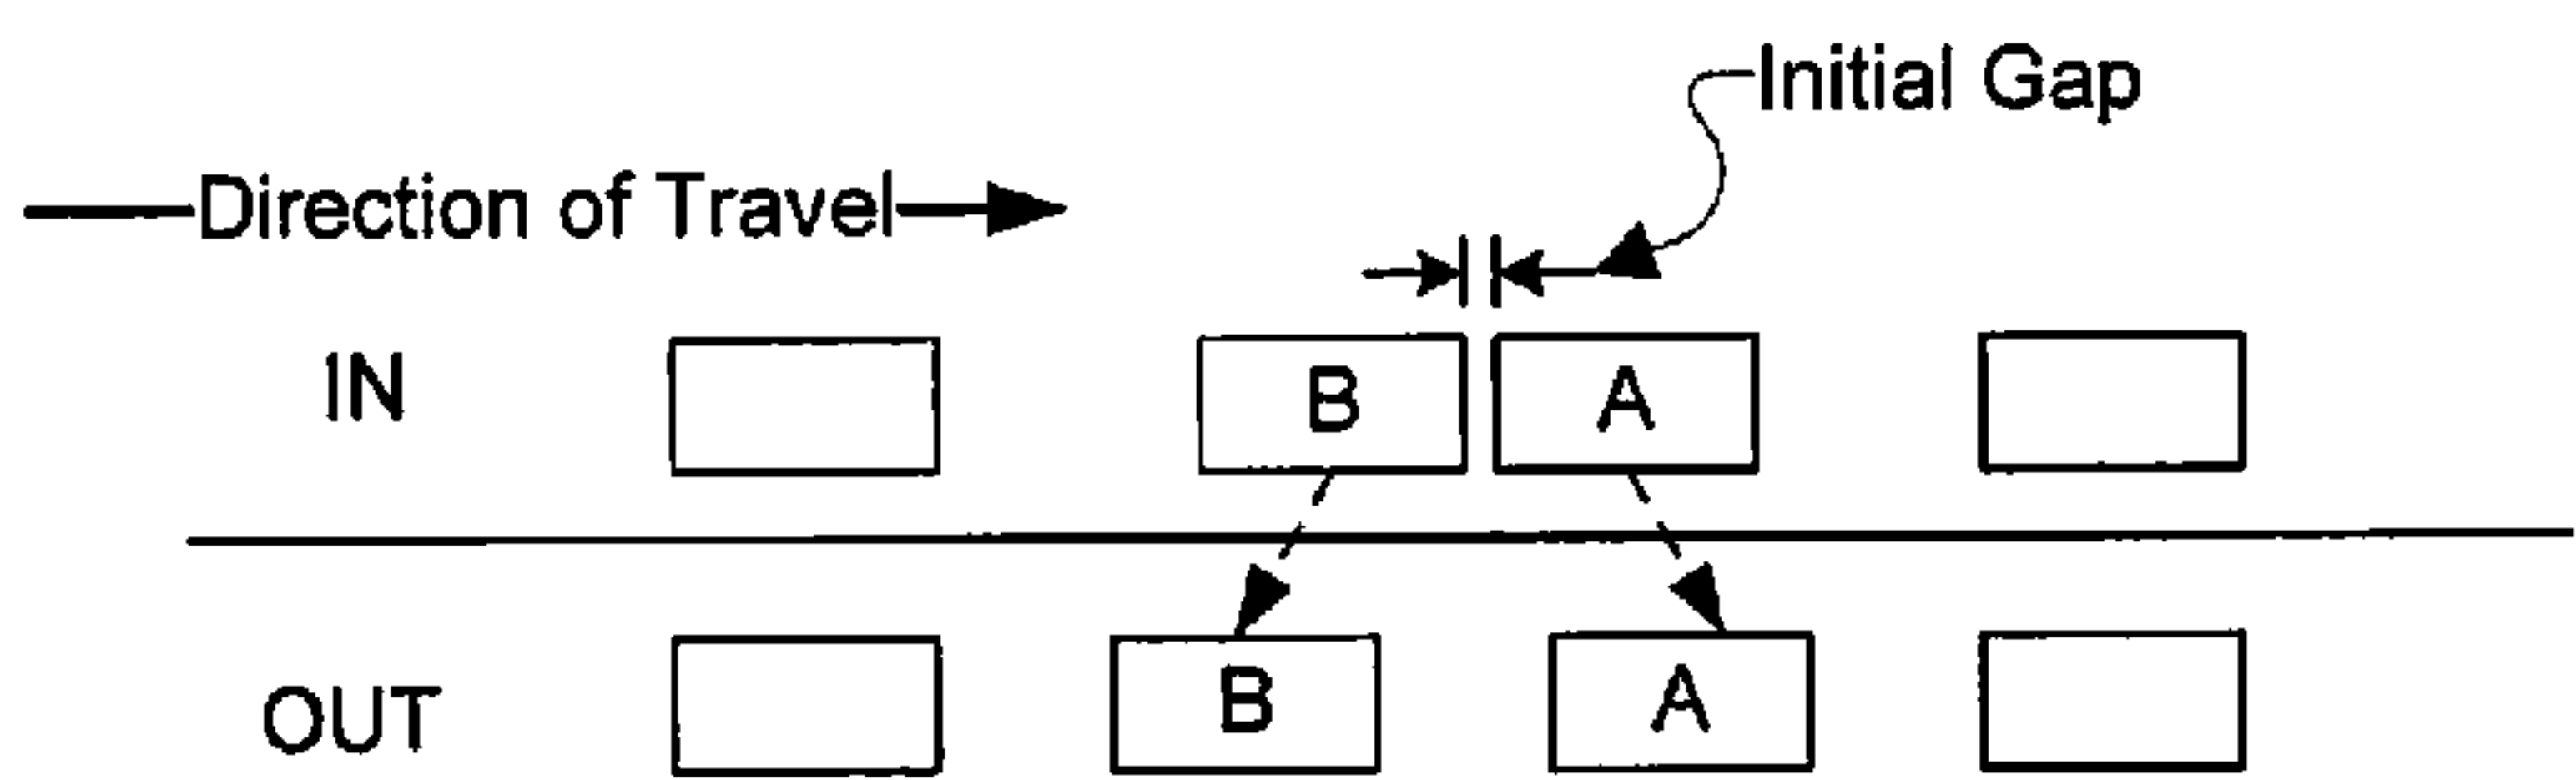 Initial Gap
Direction of Travel
IN
B
A
OUT
B
A